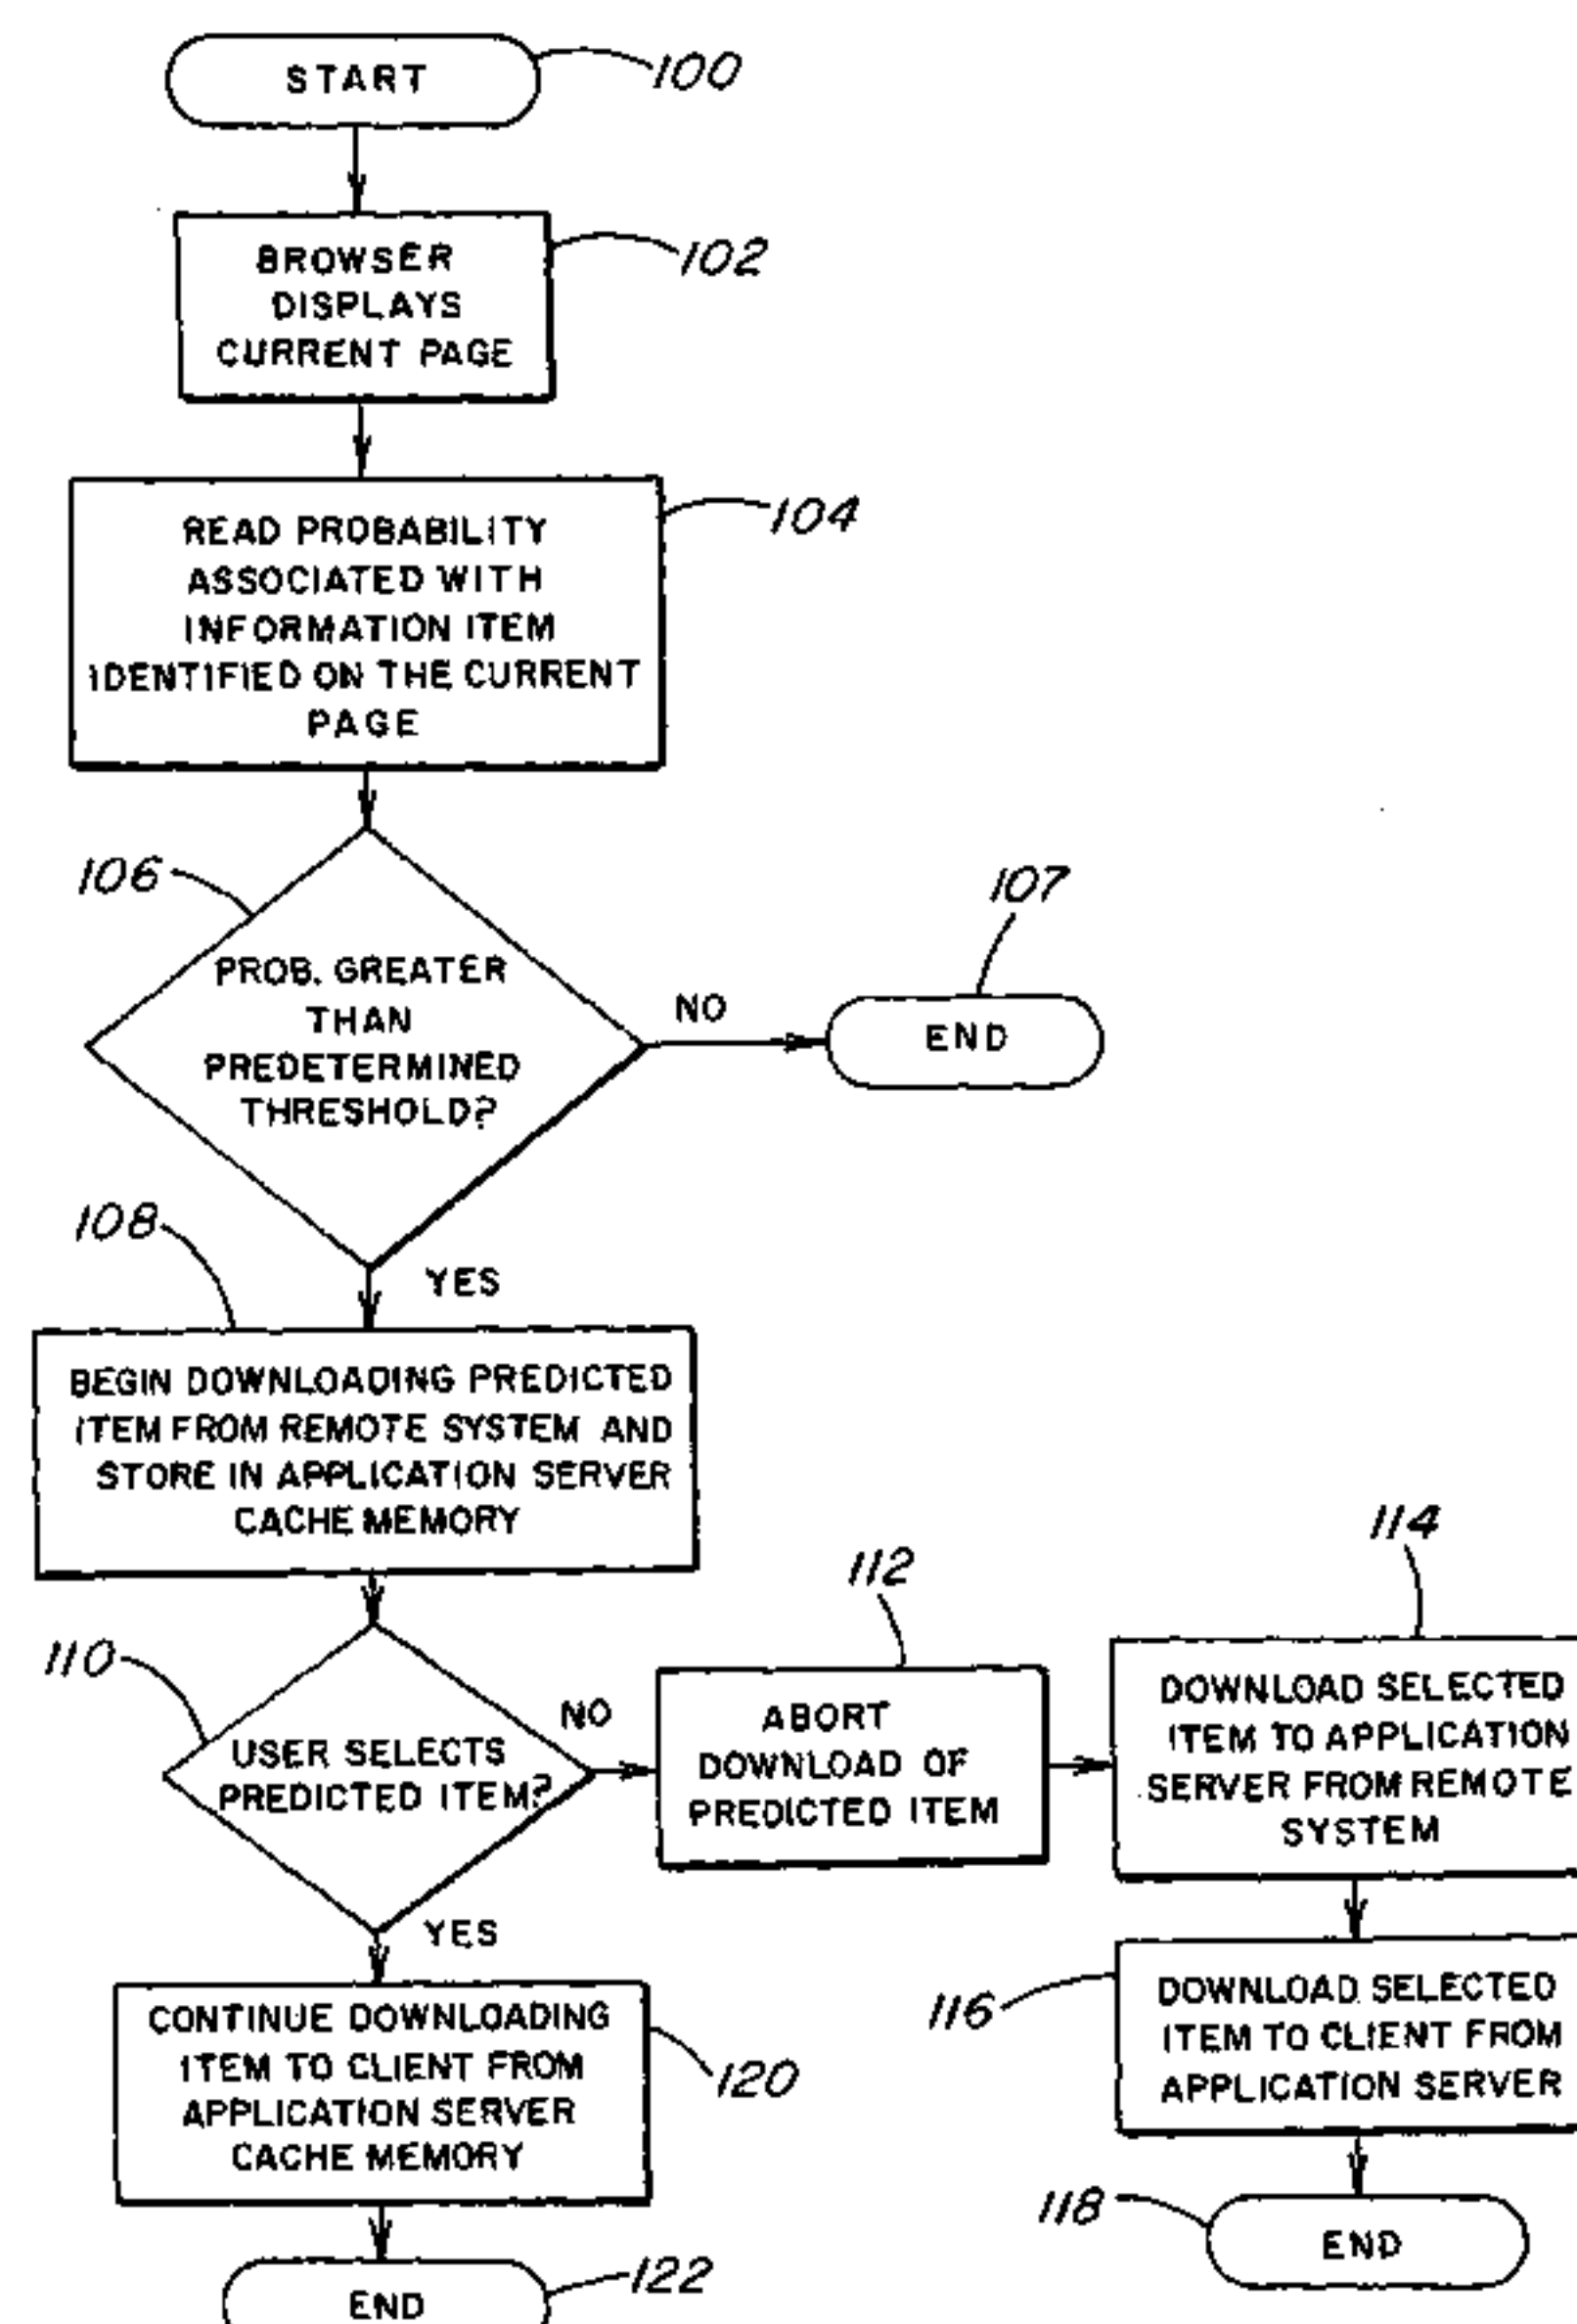 START
100
BROWSER
DISPLAYS
CURRENT PAGE
102
READ PROBABILITY
ASSOCIATED WITH
INFORMATION ITEM
IDENTIFIED ON THE CURRENT
PAGE
104
106
PROB. GREATER
THAN
PREDETERMINED
THRESHOLD?
NO
107
END
YES
108
BEGIN DOWNLOADING PREDICTED
ITEM FROM REMOTE SYSTEM AND
STORE IN APPLICATION SERVER
CACHE MEMORY
110
USER SELECTS
PREDICTED ITEM?
NO
112
ABORT
DOWNLOAD OF
PREDICTED ITEM
114
DOWNLOAD SELECTED
ITEM TO APPLICATION
SERVER FROM REMOTE
SYSTEM
116
DOWNLOAD SELECTED
ITEM TO CLIENT FROM
APPLICATION SERVER
118
END
YES
CONTINUE DOWNLOADING
ITEM TO CLIENT FROM
APPLICATION SERVER
CACHE MEMORY
120
END
122